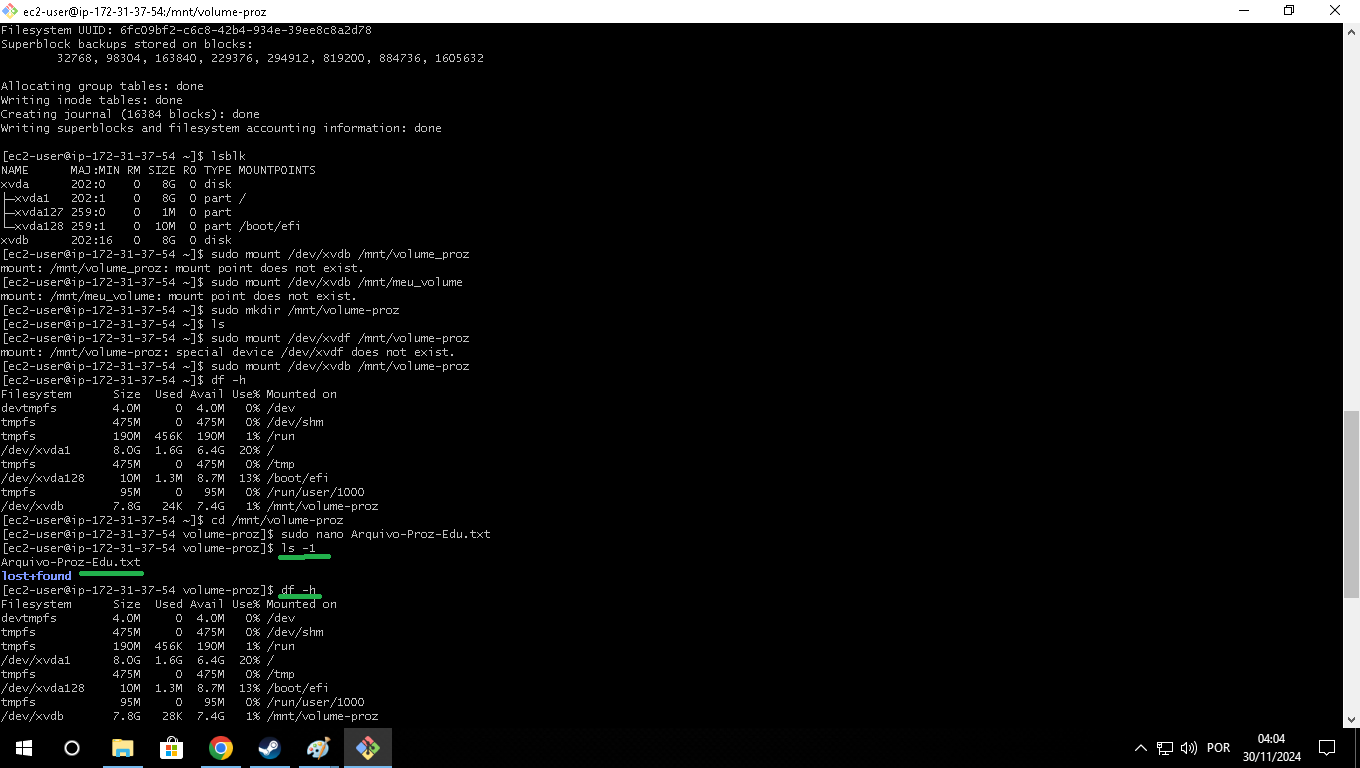 ec2-user@ip-172-31-37-54:/mnt/volume-proz
Filesystem UUID: 6fc09bf2-c6c8-42b4-934e-39ee8c8a2d78
Superblock backups stored on blocks:
        32768, 98304, 163840, 229376, 294912, 819200, 884736, 1605632

Allocating group tables: done
Writing inode tables: done
Creating journal (16384 blocks): done
Writing superblocks and filesystem accounting information: done

[ec2-user@ip-172-31-37-54 ~]$ lsblk
NAME      MAJ:MIN RM SIZE RO TYPE MOUNTPOINTS
xvda      202:0    0   8G  0 disk
├─xvda1   202:1    0   8G  0 part /
├─xvda127 259:0    0   1M  0 part
└─xvda128 259:1    0  10M  0 part /boot/efi
xvdb      202:16   0   8G  0 disk
[ec2-user@ip-172-31-37-54 ~]$ sudo mount /dev/xvdb /mnt/volume_proz
mount: /mnt/volume_proz: mount point does not exist.
[ec2-user@ip-172-31-37-54 ~]$ sudo mount /dev/xvdb /mnt/meu_volume
mount: /mnt/meu_volume: mount point does not exist.
[ec2-user@ip-172-31-37-54 ~]$ sudo mkdir /mnt/volume-proz
[ec2-user@ip-172-31-37-54 ~]$ ls
[ec2-user@ip-172-31-37-54 ~]$ sudo mount /dev/xvdf /mnt/volume-proz
mount: /mnt/volume-proz: special device /dev/xvdf does not exist.
[ec2-user@ip-172-31-37-54 ~]$ sudo mount /dev/xvdb /mnt/volume-proz
[ec2-user@ip-172-31-37-54 ~]$ df -h
Filesystem      Size  Used Avail Use% Mounted on
devtmpfs        4.0M     0  4.0M   0% /dev
tmpfs           475M     0  475M   0% /dev/shm
tmpfs           190M  456K  190M   1% /run
/dev/xvda1      8.0G  1.6G  6.4G  20% /
tmpfs           475M     0  475M   0% /tmp
/dev/xvda128     10M  1.3M  8.7M  13% /boot/efi
tmpfs            95M     0   95M   0% /run/user/1000
/dev/xvdb       7.8G   24K  7.4G   1% /mnt/volume-proz
[ec2-user@ip-172-31-37-54 ~]$ cd /mnt/volume-proz
[ec2-user@ip-172-31-37-54 volume-proz]$ sudo nano Arquivo-Proz-Edu.txt
[ec2-user@ip-172-31-37-54 volume-proz]$ ls -1
Arquivo-Proz-Edu.txt
lost+found
[ec2-user@ip-172-31-37-54 volume-proz]$ df -h
Filesystem      Size  Used Avail Use% Mounted on
devtmpfs        4.0M     0  4.0M   0% /dev
tmpfs           475M     0  475M   0% /dev/shm
tmpfs           190M  456K  190M   1% /run
/dev/xvda1      8.0G  1.6G  6.4G  20% /
tmpfs           475M     0  475M   0% /tmp
/dev/xvda128     10M  1.3M  8.7M  13% /boot/efi
tmpfs            95M     0   95M   0% /run/user/1000
/dev/xvdb       7.8G   28K  7.4G   1% /mnt/volume-proz
POR
04:04
30/11/2024